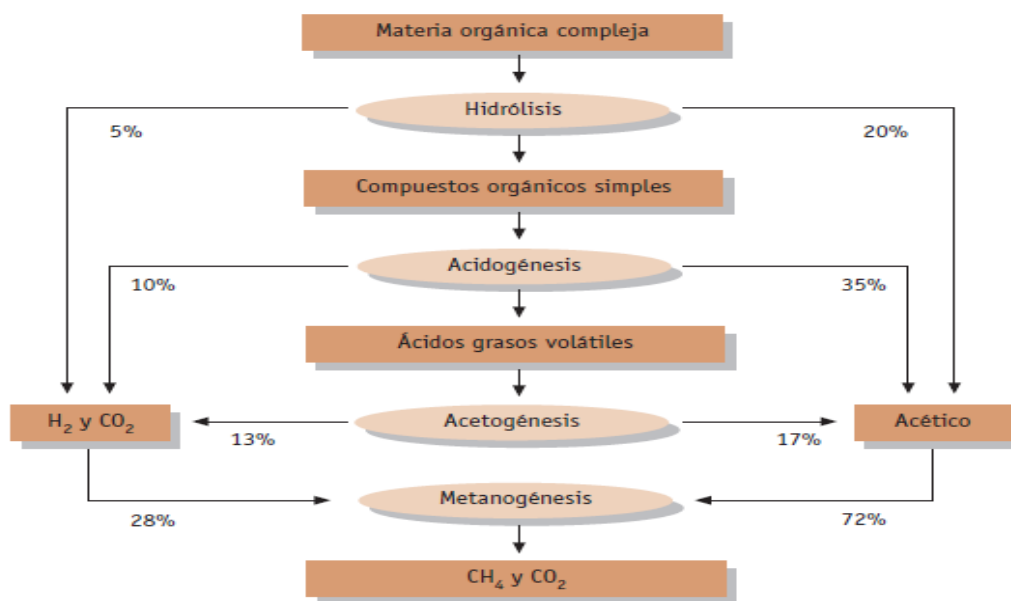 Materia orgánica compleja
Hidrólisis
5%
20%
Compuestos orgánicos simples
Acidogénesis
10%
35%
Ácidos grasos volátiles
H₂ y CO₂
Acetogénesis
Acético
13%
17%
Metanogénesis
28%
72%
CH₄ y CO₂